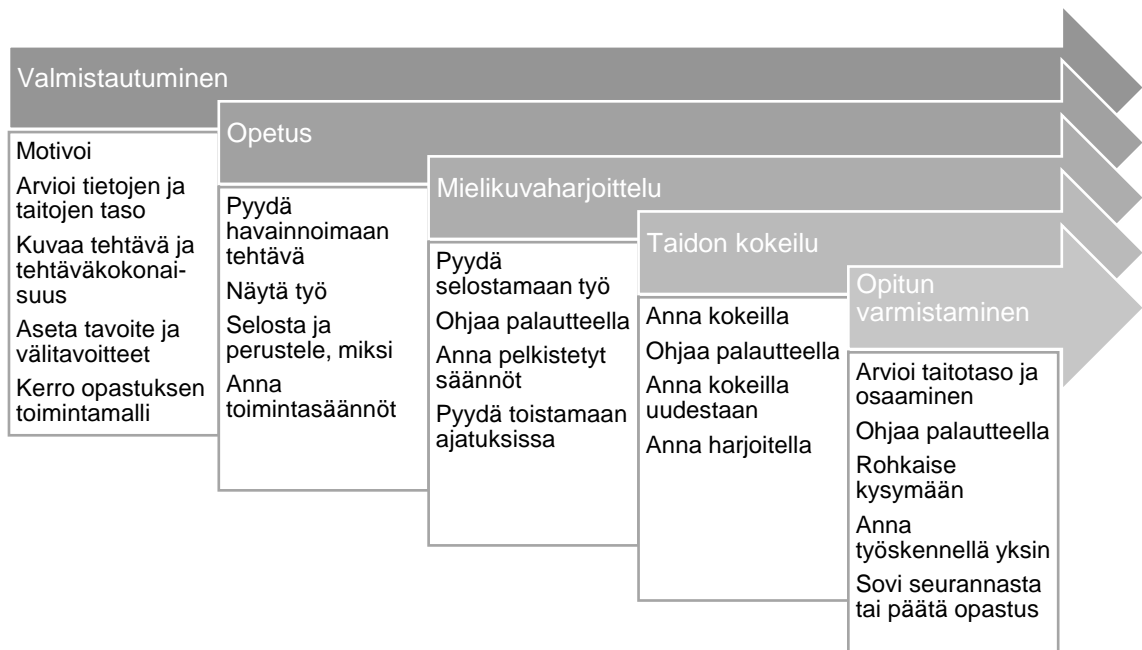 Valmistautuminen
Motivoi
Arvioi tietojen ja
taitojen taso
Kuvaa tehtävä ja
tehtäväkokonai-
suus
Aseta tavoite ja
välitavoitteet
Kerro opastuksen
toimintamalli
Opetus
Pyydä
havainnoimaan
tehtävä
Näytä työ
Selosta ja
perustele, miksi
Anna
toimintasäännöt
Mielikuvaharjoittelu
Pyydä
selostamaan työ
Ohjaa palautteella
Anna pelkistetyt
säännöt
Pyydä toistamaan
ajatuksissa
Taidon kokeilu
Anna kokeilla
Ohjaa palautteella
Anna kokeilla
uudestaan
Anna harjoitella
Opitun
varmistaminen
Arvioi taitotaso ja
osaaminen
Ohjaa palautteella
Rohkaise
kysymään
Anna
työskennellä yksin
Sovi seurannasta
tai päätä opastus